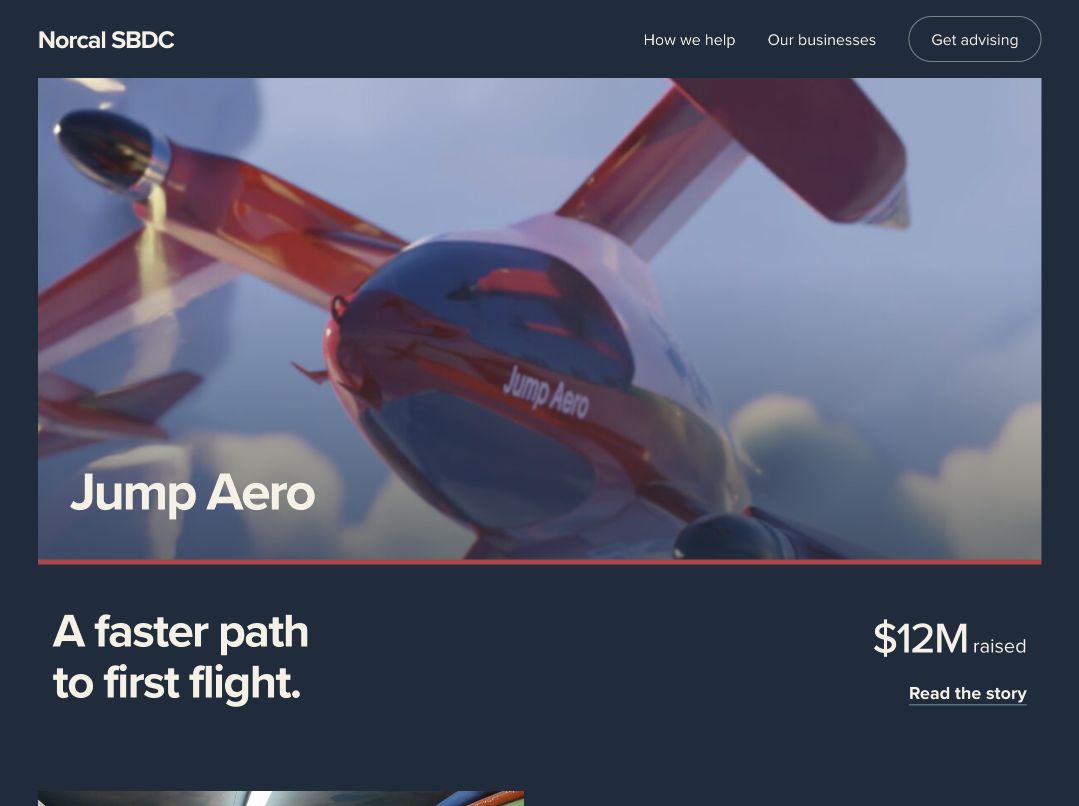 Norcal SBDC
How we help
Our businesses
Get advising
Jump Aero
Jump Aero
A faster path
to first flight.
$12M raised
Read the story